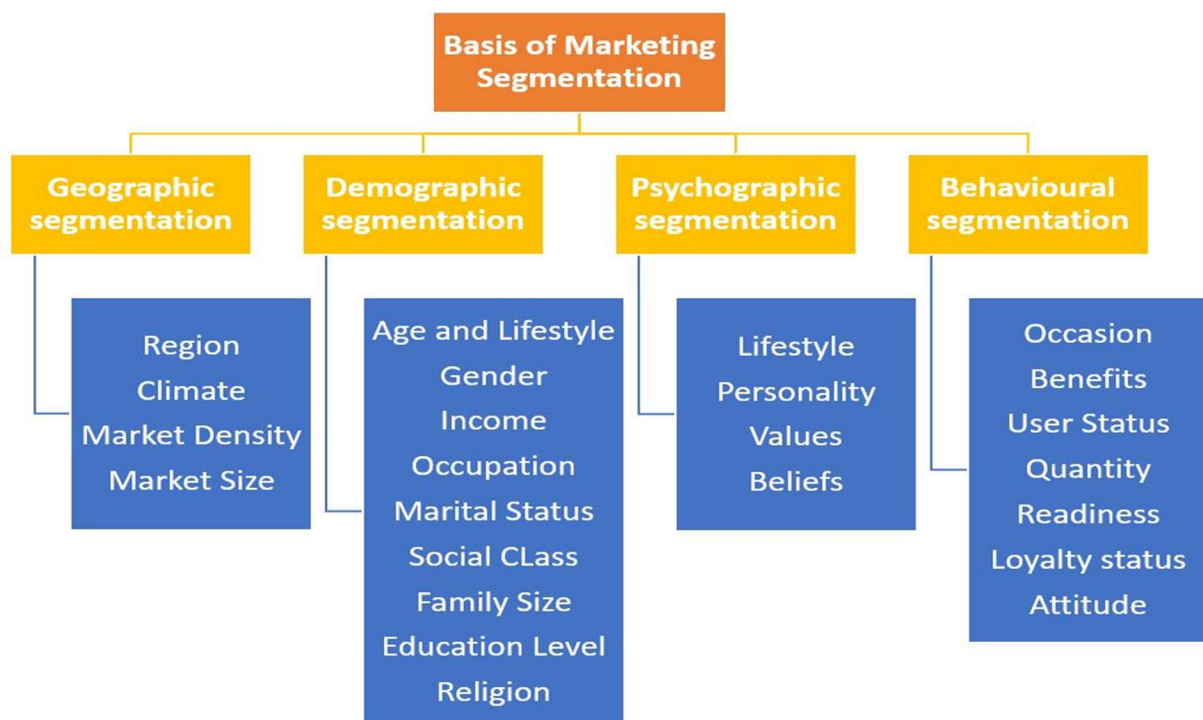 Basis of Marketing
Segmentation
Geographic
segmentation
Demographic
segmentation
Psychographic
segmentation
Behavioural
segmentation
Region
Climate
Market Density
Market Size
Age and Lifestyle
Gender
Income
Occupation
Marital Status
Social CLass
Family Size
Education Level
Religion
Lifestyle
Personality
Values
Beliefs
Occasion
Benefits
User Status
Quantity
Readiness
Loyalty status
Attitude